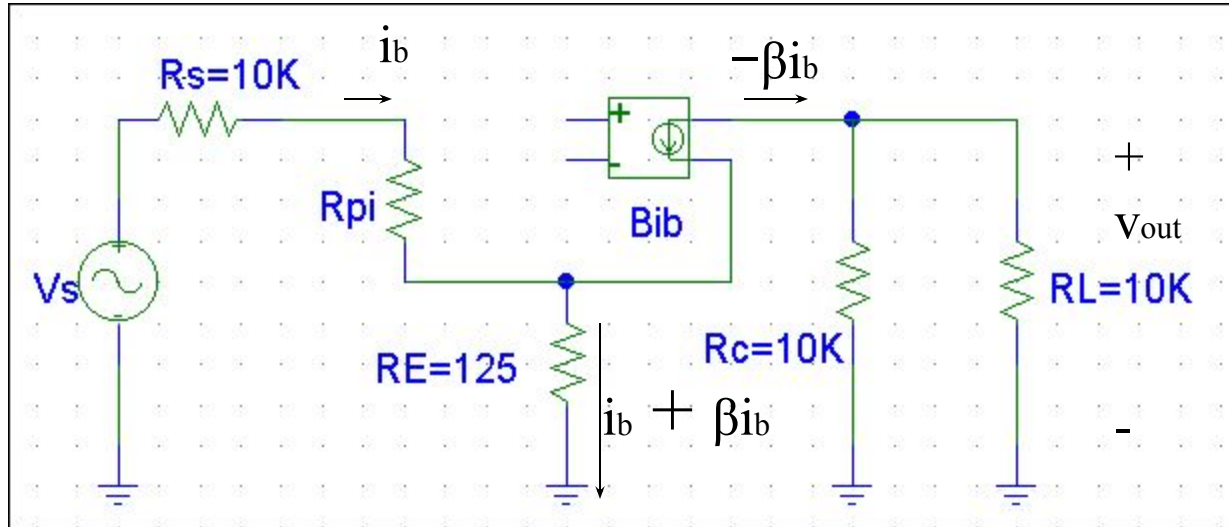 ib
−βib
Rs=10K
+
-
Rpi
Bib
+
vout
-
+
-
Vs
RE=125
Rc=10K
RL=10K
ib + βib